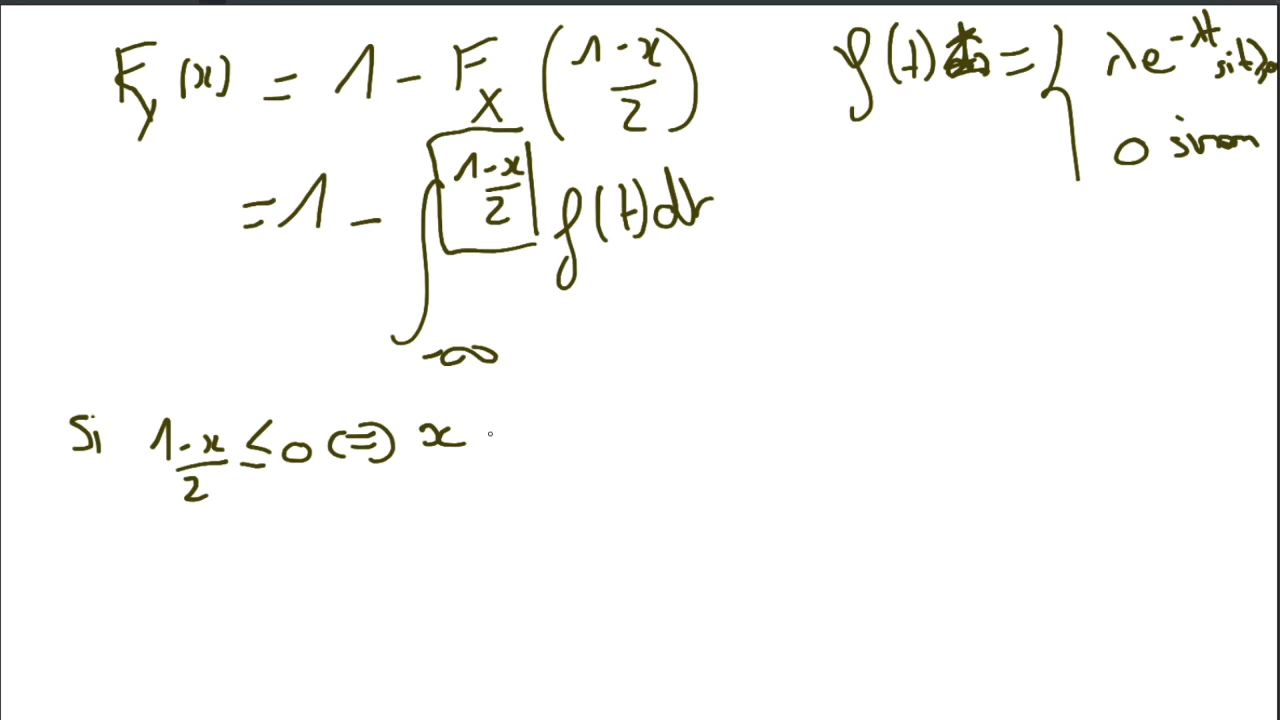 F_Y(x) = 1 - F_X((1-x)/2)
f(t) = { λe^{-λt} si t≥0
0 sinon
= 1 - ∫_{-∞}^{(1-x)/2} f(t)dt
Si (1-x)/2 ≤ 0 (=) x